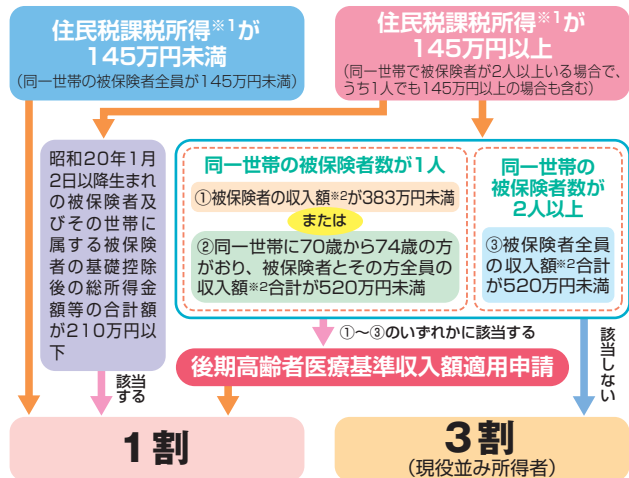 住民税課税所得※1が
145万円未満
（同一世帯の被保険者全員が145万円未満）
住民税課税所得※1が
145万円以上
（同一世帯で被保険者が2人以上いる場合で、
うち1人でも145万円以上の場合も含む）
昭和20年1月
2日以降生まれ
の被保険者及
びその世帯に
属する被保険
者の基礎控除
後の総所得金
額等の合計額
が210万円以
下
同一世帯の被保険者数が1人
①被保険者の収入額※2が383万円未満
または
②同一世帯に70歳から74歳の方
がおり、被保険者とその方全員の
収入額※2合計が520万円未満
同一世帯の
被保険者数が
2人以上
③被保険者全員
の収入額※2合計
が520万円未満
①〜③のいずれかに該当する
該当
する
後期高齢者医療基準収入額適用申請
該当しない
1割
3割
（現役並み所得者）